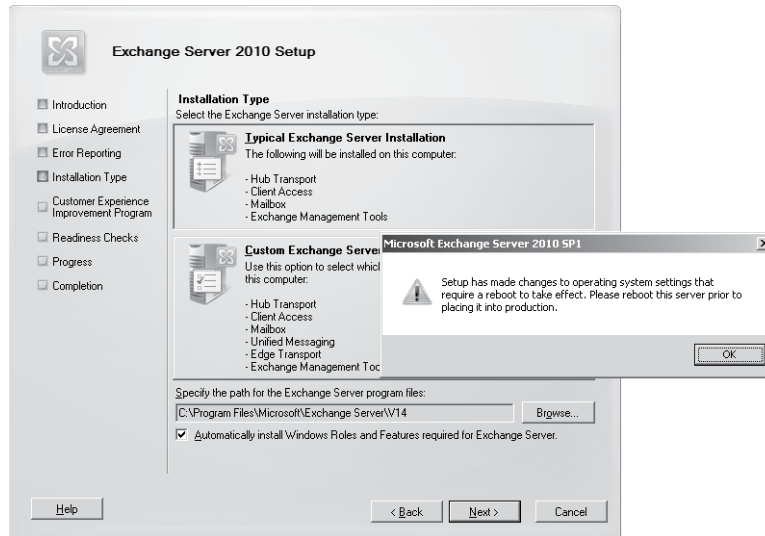 Exchange Server 2010 Setup
Introduction
License Agreement
Error Reporting
Installation Type
Customer Experience
Improvement Program
Readiness Checks
Progress
Completion
Installation Type
Select the Exchange Server installation type:
Typical Exchange Server Installation
The following will be installed on this computer:
- Hub Transport
- Client Access
- Mailbox
- Exchange Management Tools
Custom Exchange Server
Use this option to select which
this computer:
- Hub Transport
- Client Access
- Mailbox
- Unified Messaging
- Edge Transport
- Exchange Management Too
Microsoft Exchange Server 2010 SP1
Setup has made changes to operating system settings that
require a reboot to take effect. Please reboot this server prior to
placing it into production.
OK
Specify the path for the Exchange Server program files:
C:\Program Files\Microsoft\Exchange Server\V14
Browse...
Automatically install Windows Roles and Features required for Exchange Server.
Help
< Back
Next >
Cancel